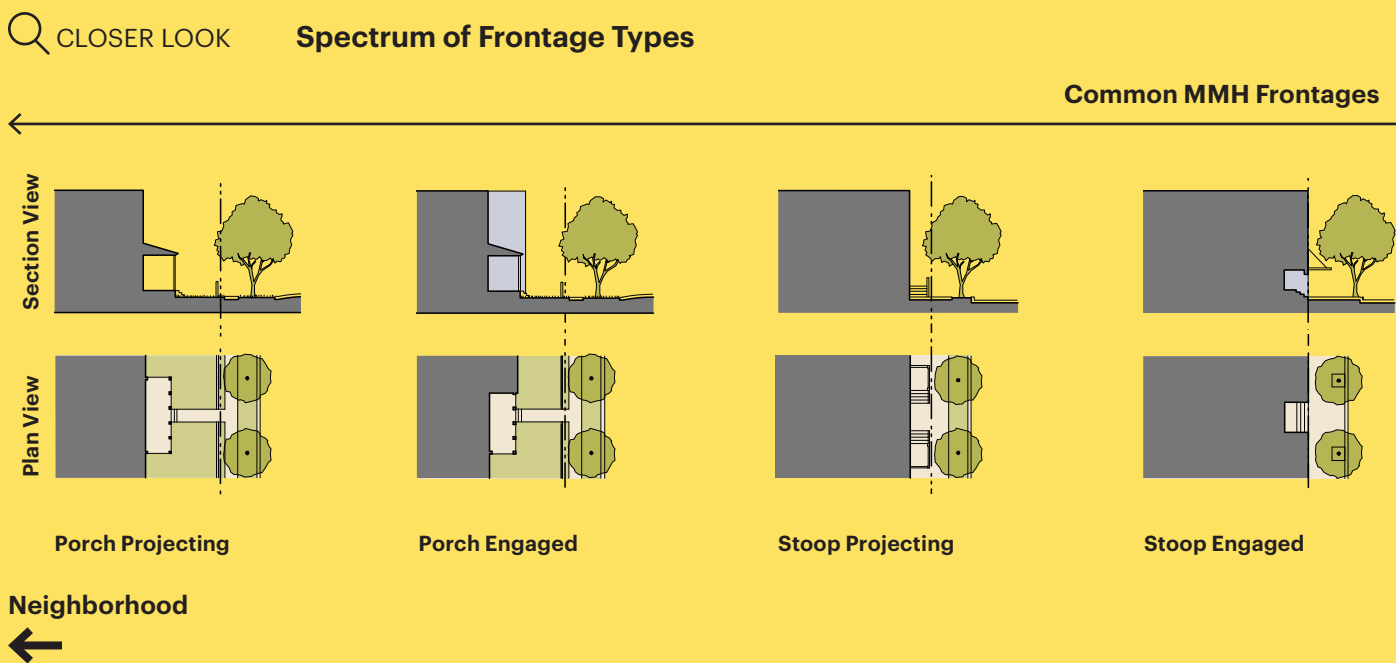 CLOSER LOOK
Spectrum of Frontage Types
Common MMH Frontages
Section View
Plan View
Porch Projecting
Porch Engaged
Stoop Projecting
Stoop Engaged
Neighborhood